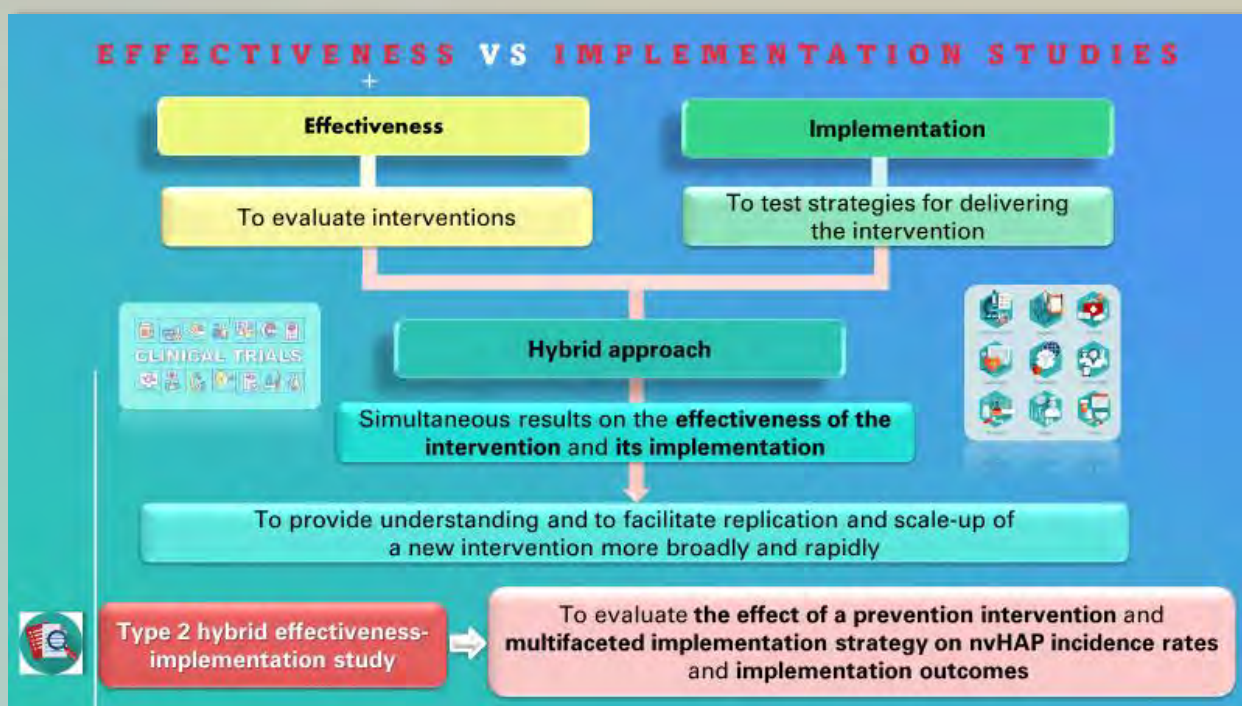 EFFECTIVENESS VS IMPLEMENTATION STUDIES
Effectiveness
Implementation
To evaluate interventions
To test strategies for delivering
the intervention
CLINICAL TRIALS
Hybrid approach
Simultaneous results on the effectiveness of the
intervention and its implementation
To provide understanding and to facilitate replication and scale-up of
a new intervention more broadly and rapidly
Type 2 hybrid effectiveness-
implementation study
To evaluate the effect of a prevention intervention and
multifaceted implementation strategy on nvHAP incidence rates
and implementation outcomes